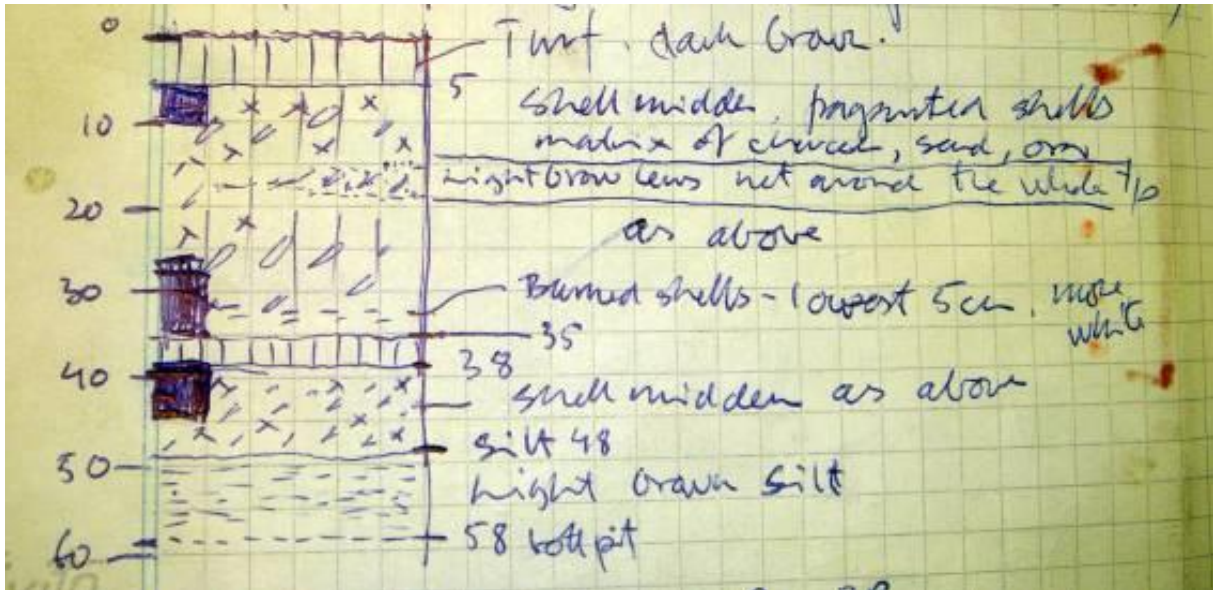 0
Turf. dark brown.
5
Shell midden, fragmented shells
10
matrix of charcoal, sand,
Light brown lens not around the whole
20
as above
30
Burned shells - lowest 5cm. more
white
35
38
40
shell midden as above
silt 48
50
Light brown silt
58 pit
60